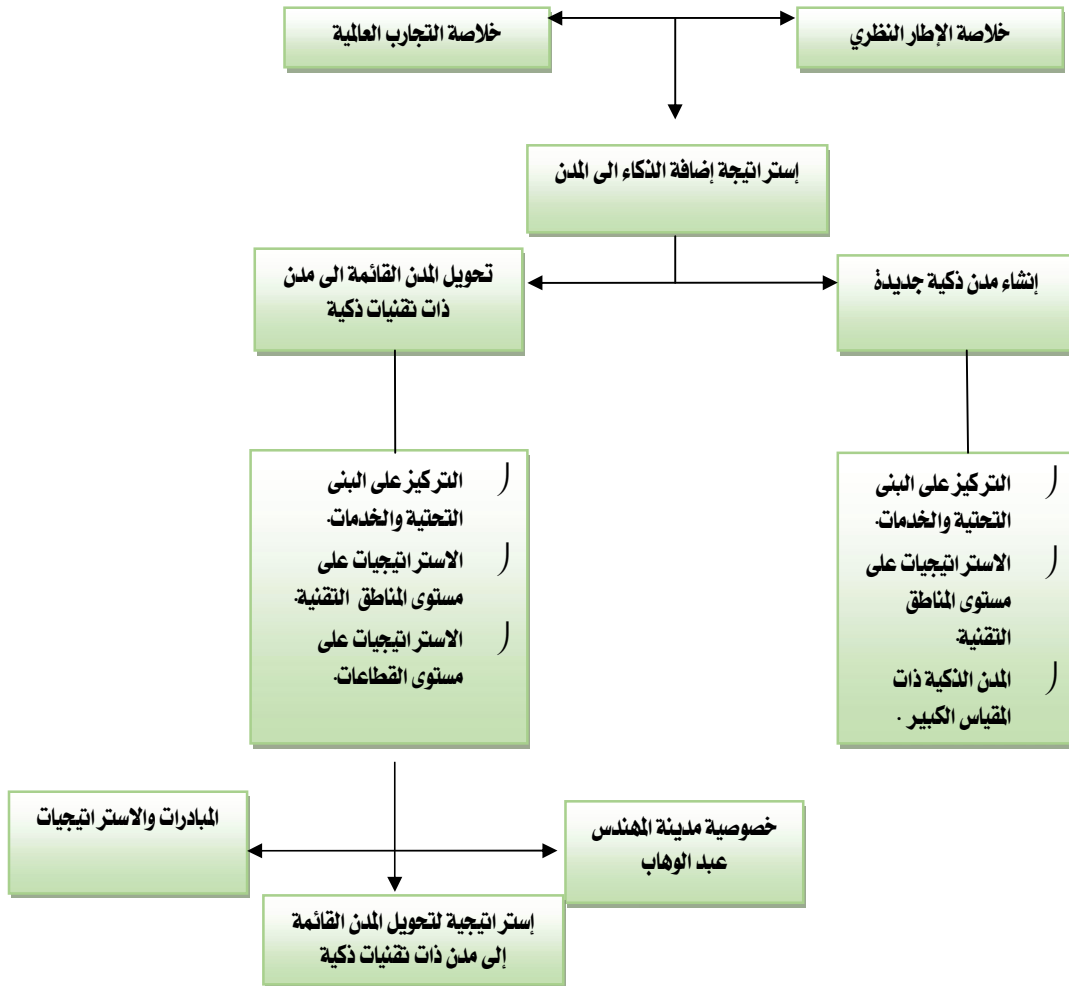 خلاصة الإطار النظري
خلاصة التجارب العالمية
إستراتيجة إضافة الذكاء الى المدن
إنشاء مدن ذكية جديدة
تحويل المدن القائمة الى مدن
ذات تقنيات ذكية
التركيز على البنى
التحتية والخدمات.
الاستراتيجيات على
مستوى المناطق
التقنية.
المدن الذكية ذات
المقياس الكبير .
التركيز على البنى
التحتية والخدمات.
الاستراتيجيات على
مستوى المناطق التقنية.
الاستراتيجيات على
مستوى القطاعات.
خصوصية مدينة المهندس
عبد الوهاب
المبادرات والاستراتيجيات
إستراتيجية لتحويل المدن القائمة
إلى مدن ذات تقنيات ذكية